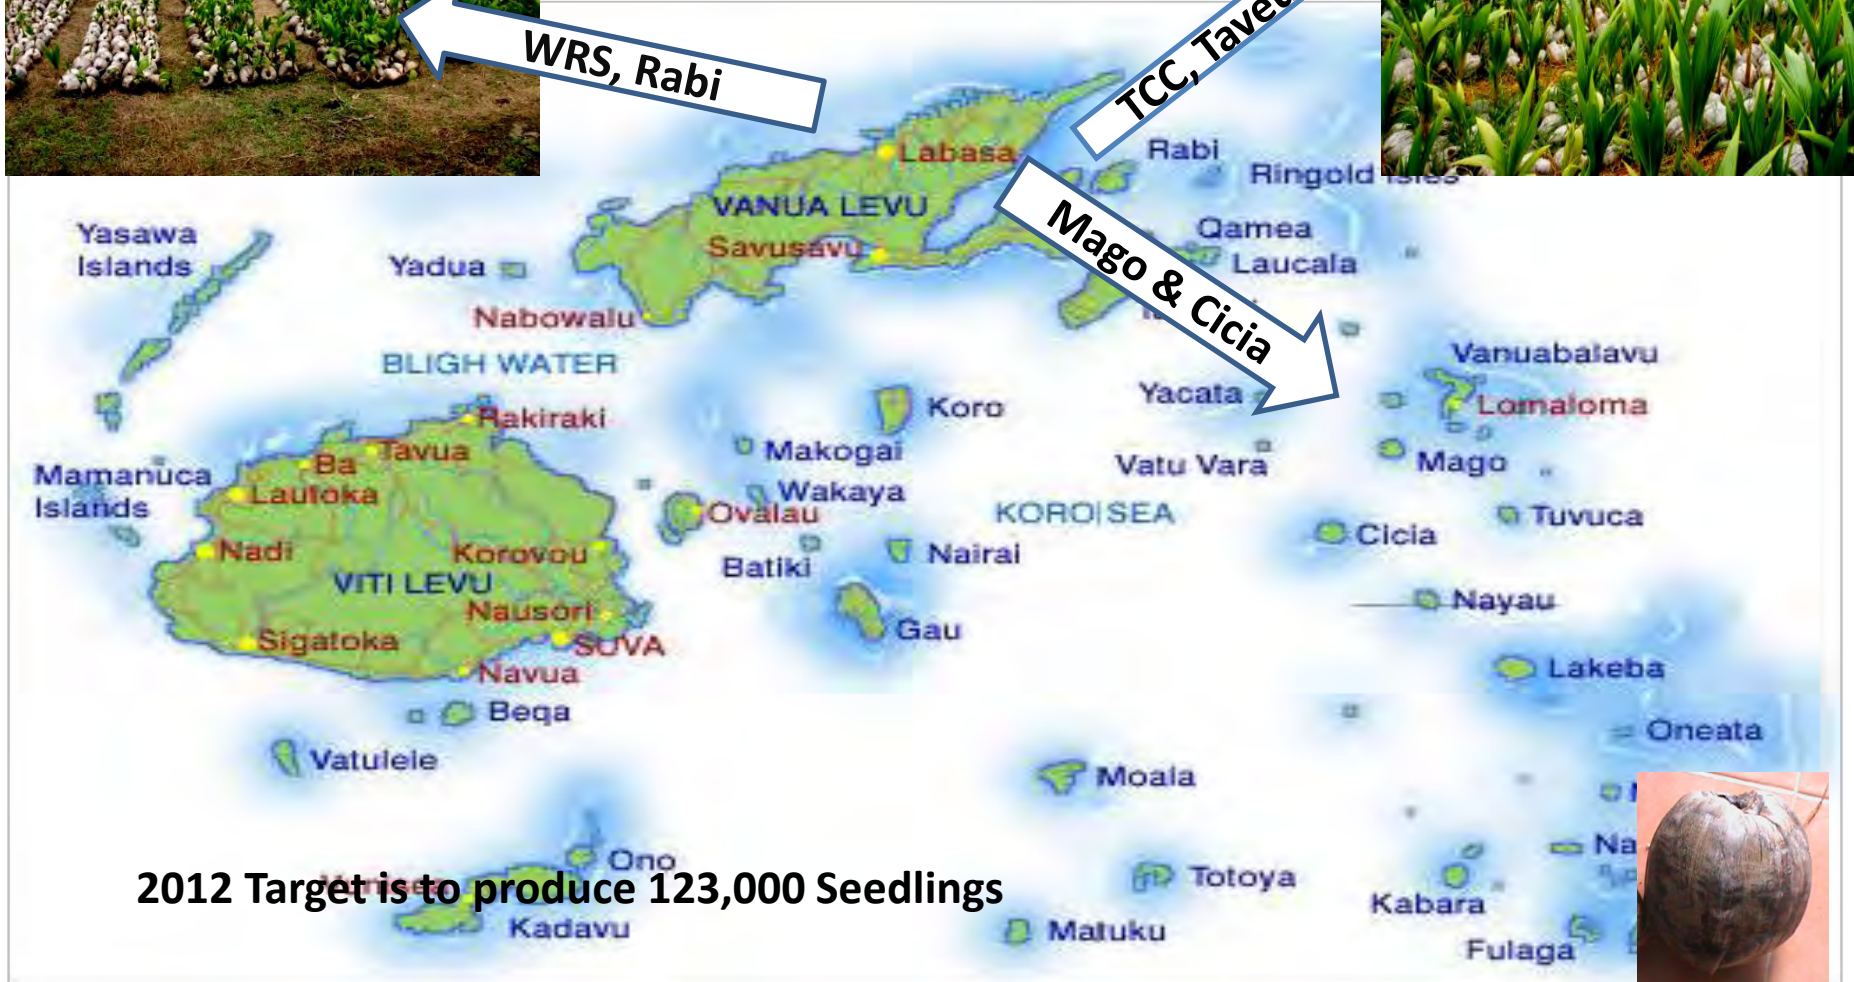 WRS, Rabi
TCC,
Labasa
Rabi
Ringold Isles
VANUA LEVU
Yasawa
Islands
Qamea
Savusavu
Mago & Cicia
Laucala
Yadua
Nabowalu
BLIGH WATER
Vanuabalavu
Yacata
Koro
Lomaloma
Rakiraki
Tavua
Makogai
Ba
Vatu Vara
Mago
Mamanuca
Islands
Lautoka
Wakaya
Ovalau
KORO SEA
Tuvuca
Cicia
Nadi
Korovou
Batiki
Nairai
VITI LEVU
Nausori
Nayau
Gau
Sigatoka
SUVA
Navua
Lakeba
Beqa
Oneata
Vatulele
Moala
Ono
2012 Target is to produce 123,000 Seedlings
Totoya
Kabara
Kadavu
Matuku
Fulaga